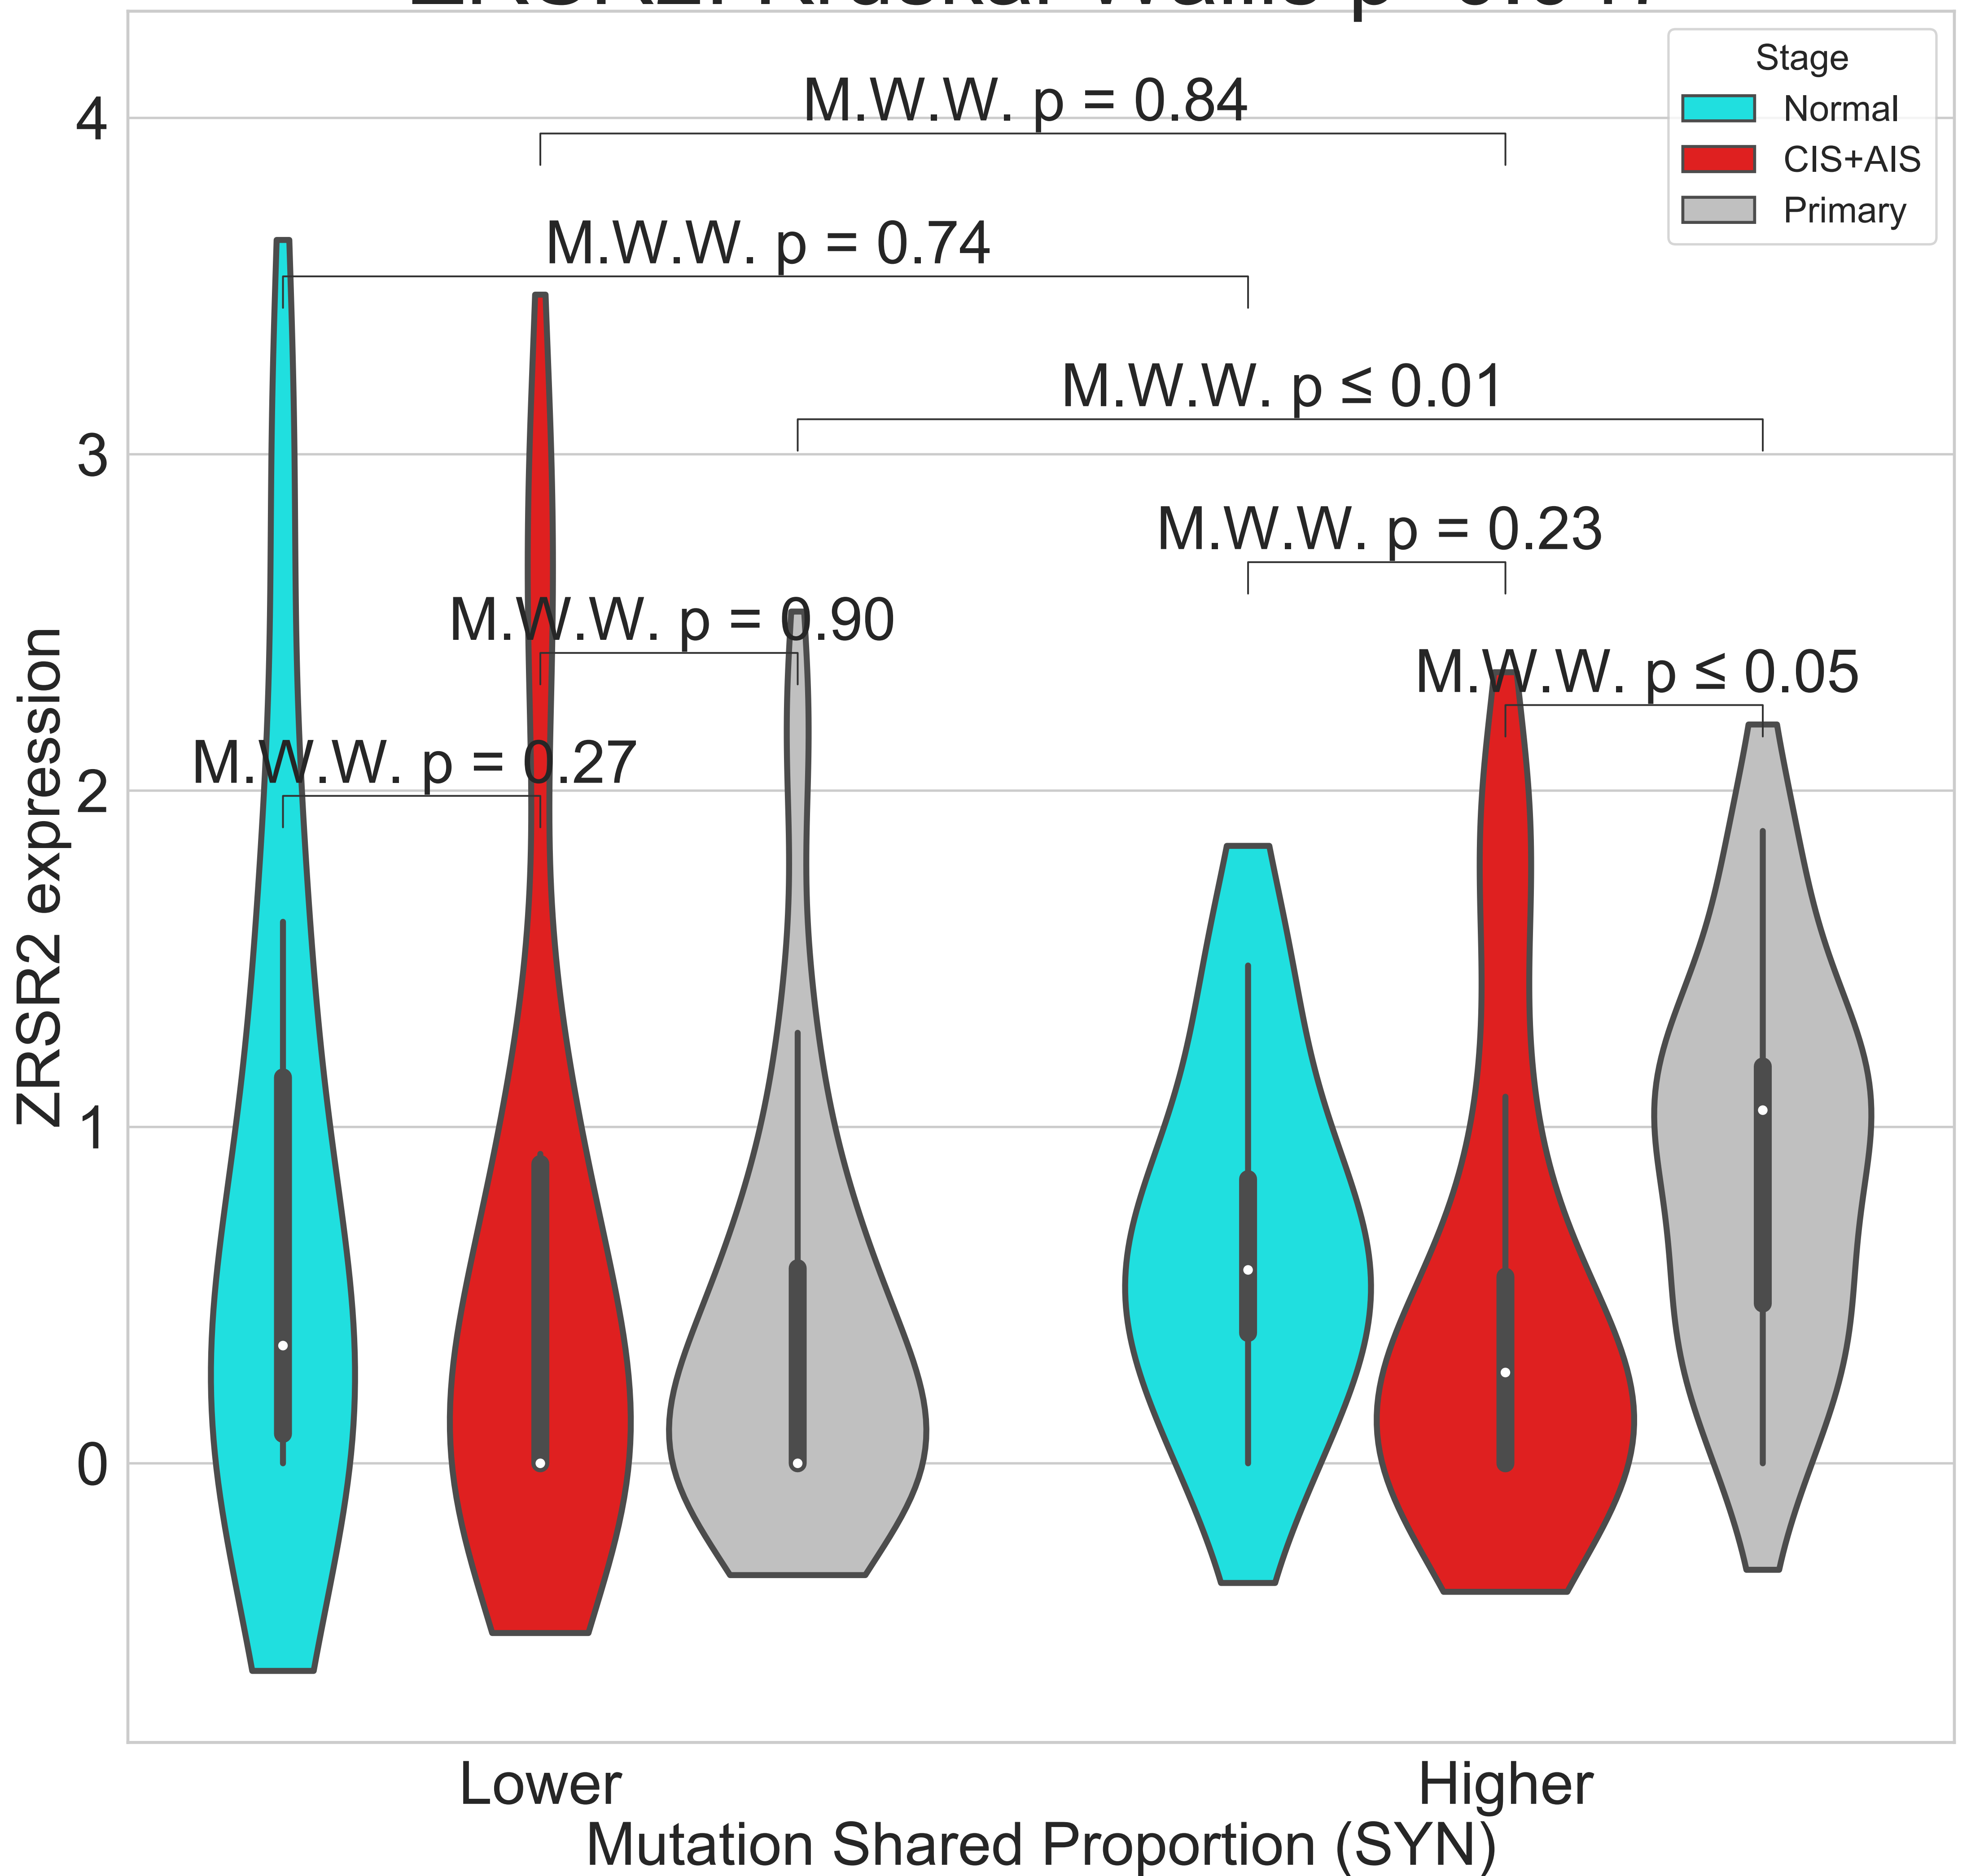 Stage
Normal
CIS+AIS
Primary
M.W.W. p = 0.84
M.W.W. p = 0.74
M.W.W. p ≤ 0.01
M.W.W. p = 0.23
M.W.W. p = 0.90
M.W.W. p ≤ 0.05
M.W.W. p = 0.27
4
3
2
1
0
ZRSR2 expression
Lower
Higher
Mutation Shared Proportion (SYN)